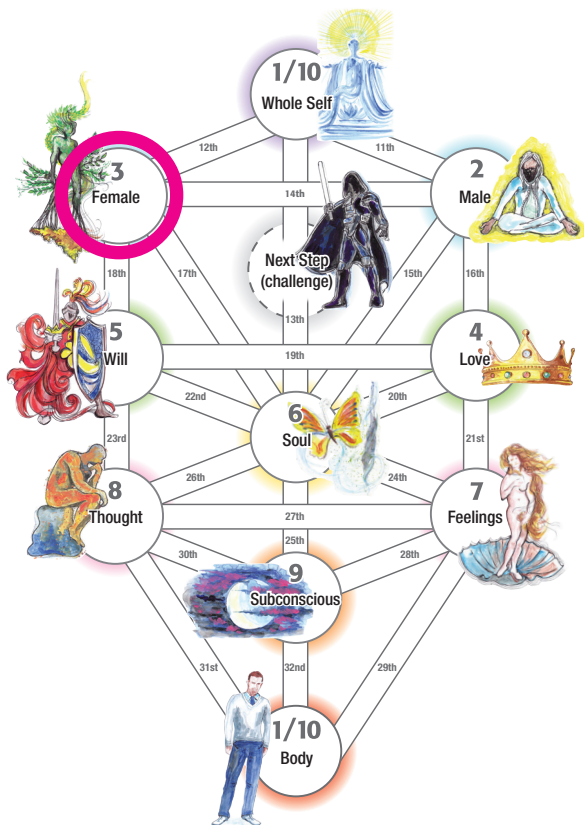 1/10
Whole Self
12th
11th
3
Female
2
Male
14th
Next Step
(challenge)
18th
17th
15th
16th
13th
5
Will
4
Love
19th
22nd
20th
6
Soul
23rd
21st
8
Thought
26th
24th
7
Feelings
27th
25th
30th
28th
9
Subconscious
31st
32nd
29th
1/10
Body